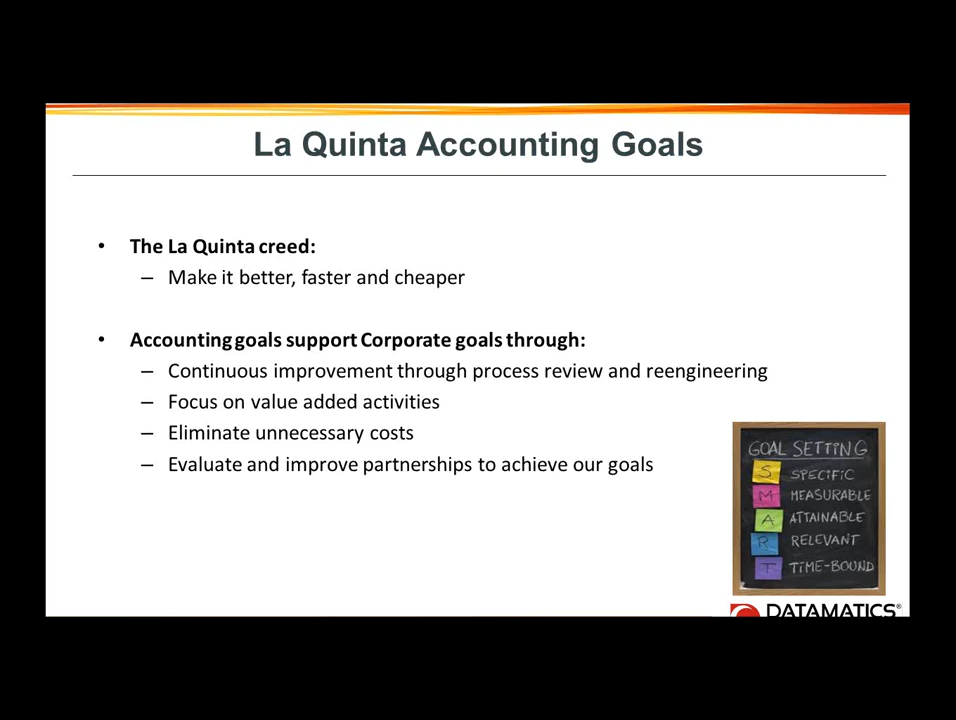 La Quinta Accounting Goals
• The La Quinta creed:
– Make it better, faster and cheaper
• Accounting goals support Corporate goals through:
– Continuous improvement through process review and reengineering
– Focus on value added activities
– Eliminate unnecessary costs
– Evaluate and improve partnerships to achieve our goals
GOAL SETTING
S SPECIFIC
M MEASURABLE
A ATTAINABLE
R RELEVANT
T TIME-BOUND
DATAMATICS®